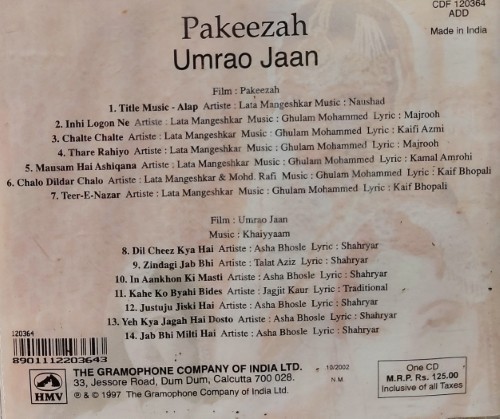 CDF 120364
ADD
Made in India
Pakeezah
Umrao Jaan
Film : Pakeezah
1. Title Music - Alap Artiste : Lata Mangeshkar Music : Naushad
2. Inhi Logon Ne Artiste : Lata Mangeshkar Music : Ghulam Mohammed Lyric : Majrooh
3. Chalte Chalte Artiste : Lata Mangeshkar Music : Ghulam Mohammed Lyric : Kaifi Azmi
4. Thare Rahiyo Artiste : Lata Mangeshkar Music : Ghulam Mohammed Lyric : Majrooh
5. Mausam Hai Ashiqana Artiste : Lata Mangeshkar Music : Ghulam Mohammed Lyric : Kamal Amrohi
6. Chalo Dildar Chalo Artiste : Lata Mangeshkar & Mohd. Rafi Music : Ghulam Mohammed Lyric : Kaif Bhopali
7. Teer-E-Nazar Artiste : Lata Mangeshkar Music : Ghulam Mohammed Lyric : Kaif Bhopali
Film : Umrao Jaan
Music : Khaiyyaam
8. Dil Cheez Kya Hai Artiste : Asha Bhosle Lyric : Shahryar
9. Zindagi Jab Bhi Artiste : Talat Aziz Lyric : Shahryar
10. In Aankhon Ki Masti Artiste : Asha Bhosle Lyric : Shahryar
11. Kahe Ko Byahi Bides Artiste : Jagjit Kaur Lyric : Traditional
12. Justuju Jiski Hai Artiste : Asha Bhosle Lyric : Shahryar
13. Yeh Kya Jagah Hai Dosto Artiste : Asha Bhosle Lyric : Shahryar
14. Jab Bhi Milti Hai Artiste : Asha Bhosle Lyric : Shahryar
120364
8901112203643
HMV
THE GRAMOPHONE COMPANY OF INDIA LTD.
33, Jessore Road, Dum Dum, Calcutta 700 028.
℗ & © 1997 The Gramophone Company of India Ltd.
10/2002
N M
One CD
M.R.P. Rs. 125.00
Inclusive of all Taxes